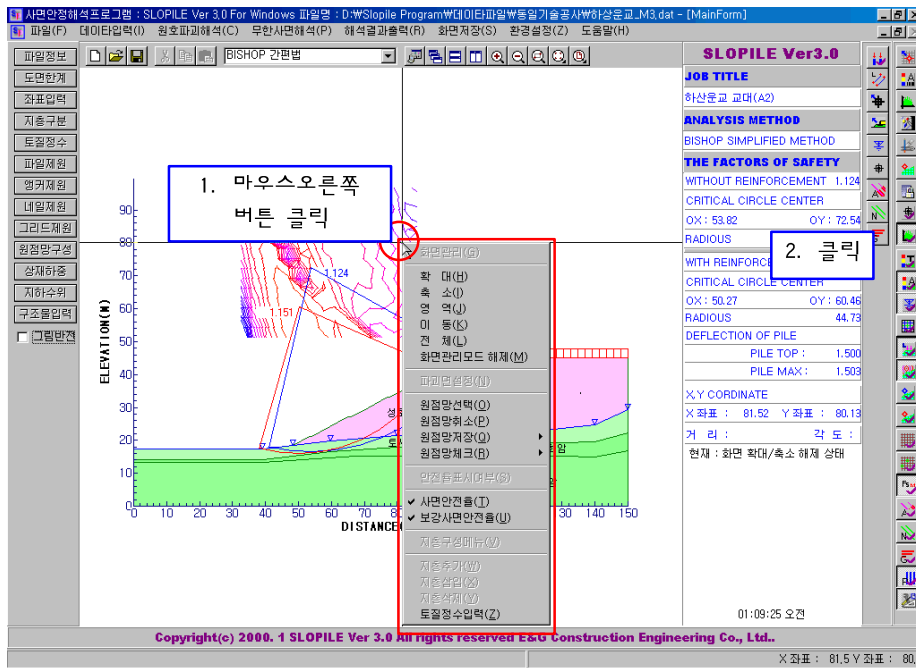 사면안정해석프로그램 : SLOPILE Ver 3,0 For Windows 파일명 : D:₩Slopile Program₩데이타파일₩동일기술공사₩하상운교_M3,dat - [MainForm]
파일(F) 데이타입력(I) 원호파괴해석(C) 무한사면해석(P) 해석결과출력(R) 화면저장(S) 환경설정(Z) 도움말(H)
BISHOP 간편법
파일정보
도면한계
좌표입력
지층구분
토질정수
파일제원
앵커제원
네일제원
그리드제원
원점망구성
상재하중
지하수위
구조물입력
그림반전
1. 마우스오른쪽
버튼 클릭
2. 클릭
ELEVATION(M)
90
80
70
60
50
40
30
20
10
0
1.124
1.151
0 10 20 30 40 50 60 70 30 140 150
화면관리(G)
확 대(H)
축 소(I)
영 역(J)
이 동(K)
전 체(L)
화면관리모드 해제(M)
파괴면설정(N)
원점망선택(O)
원점망취소(P)
원점망저장(Q)
원점망체크(R)
안전율표시여부(S)
사면안전율(T)
보강사면안전율(U)
지층구성메뉴(V)
지층추가(W)
지층삽입(X)
지층삭제(Y)
토질정수입력(Z)
SLOPILE Ver3.0
JOB TITLE
하산운교 교대(A2)
ANALYSIS METHOD
BISHOP SIMPLIFIED METHOD
THE FACTORS OF SAFETY
WITHOUT REINFORCEMENT 1.124
CRITICAL CIRCLE CENTER
OX : 53.82 OY : 72.54
RADIOUS
WITH REINFORCE
CRITICAL CIRCLE CENTER
OX : 50.27 OY : 60.46
RADIOUS 44.73
DEFLECTION OF PILE
PILE TOP : 1.500
PILE MAX : 1.503
X,Y CORDINATE
X 좌표 : 81.52 Y 좌표 : 80.13
거 리 : 각 도 :
현재 : 화면 확대/축소 해제 상태
01:09:25 오전
Copyright(c) 2000. 1 SLOPILE Ver 3.0 All rights reserved E&G Construction Engineering Co., Ltd..
X 좌표 : 81,5 Y 좌표 : 80,